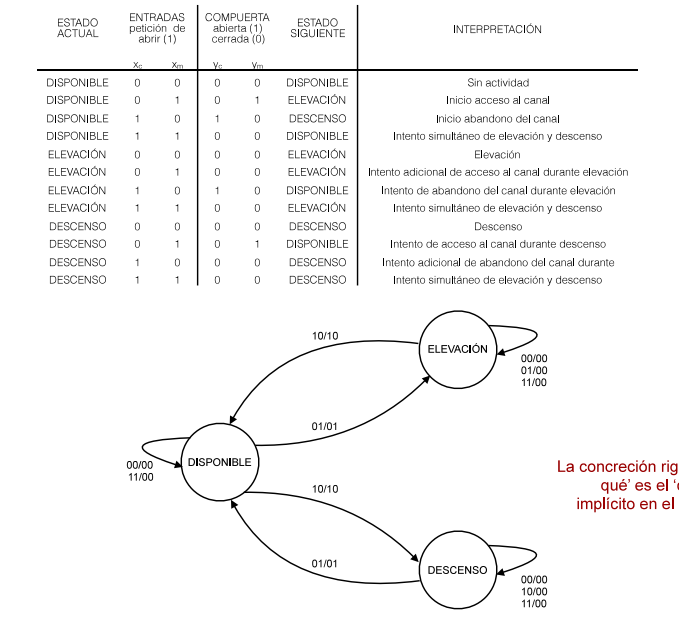 ESTADO ACTUAL
ENTRADAS petición de abrir (1)
COMPUERTA abierta (1) cerrada (0)
ESTADO SIGUIENTE
INTERPRETACIÓN
xc xm yc ym
DISPONIBLE 0 0 0 0 DISPONIBLE Sin actividad
DISPONIBLE 0 1 0 1 ELEVACIÓN Inicio acceso al canal
DISPONIBLE 1 0 1 0 DESCENSO Inicio abandono del canal
DISPONIBLE 1 1 0 0 DISPONIBLE Intento simultáneo de elevación y descenso
ELEVACIÓN 0 0 0 0 ELEVACIÓN Elevación
ELEVACIÓN 0 1 0 0 ELEVACIÓN Intento adicional de acceso al canal durante elevación
ELEVACIÓN 1 0 1 0 DISPONIBLE Intento de abandono del canal durante elevación
ELEVACIÓN 1 1 0 0 ELEVACIÓN Intento simultáneo de elevación y descenso
DESCENSO 0 0 0 0 DESCENSO Descenso
DESCENSO 0 1 0 1 DISPONIBLE Intento de acceso al canal durante descenso
DESCENSO 1 0 0 0 DESCENSO Intento adicional de abandono del canal durante
DESCENSO 1 1 0 0 DESCENSO Intento simultáneo de elevación y descenso
10/10
ELEVACIÓN
00/00
01/00
11/00
01/01
DISPONIBLE
00/00
11/00
La concreción rig
qué' es el '
implícito en el
10/10
01/01
DESCENSO
00/00
10/00
11/00